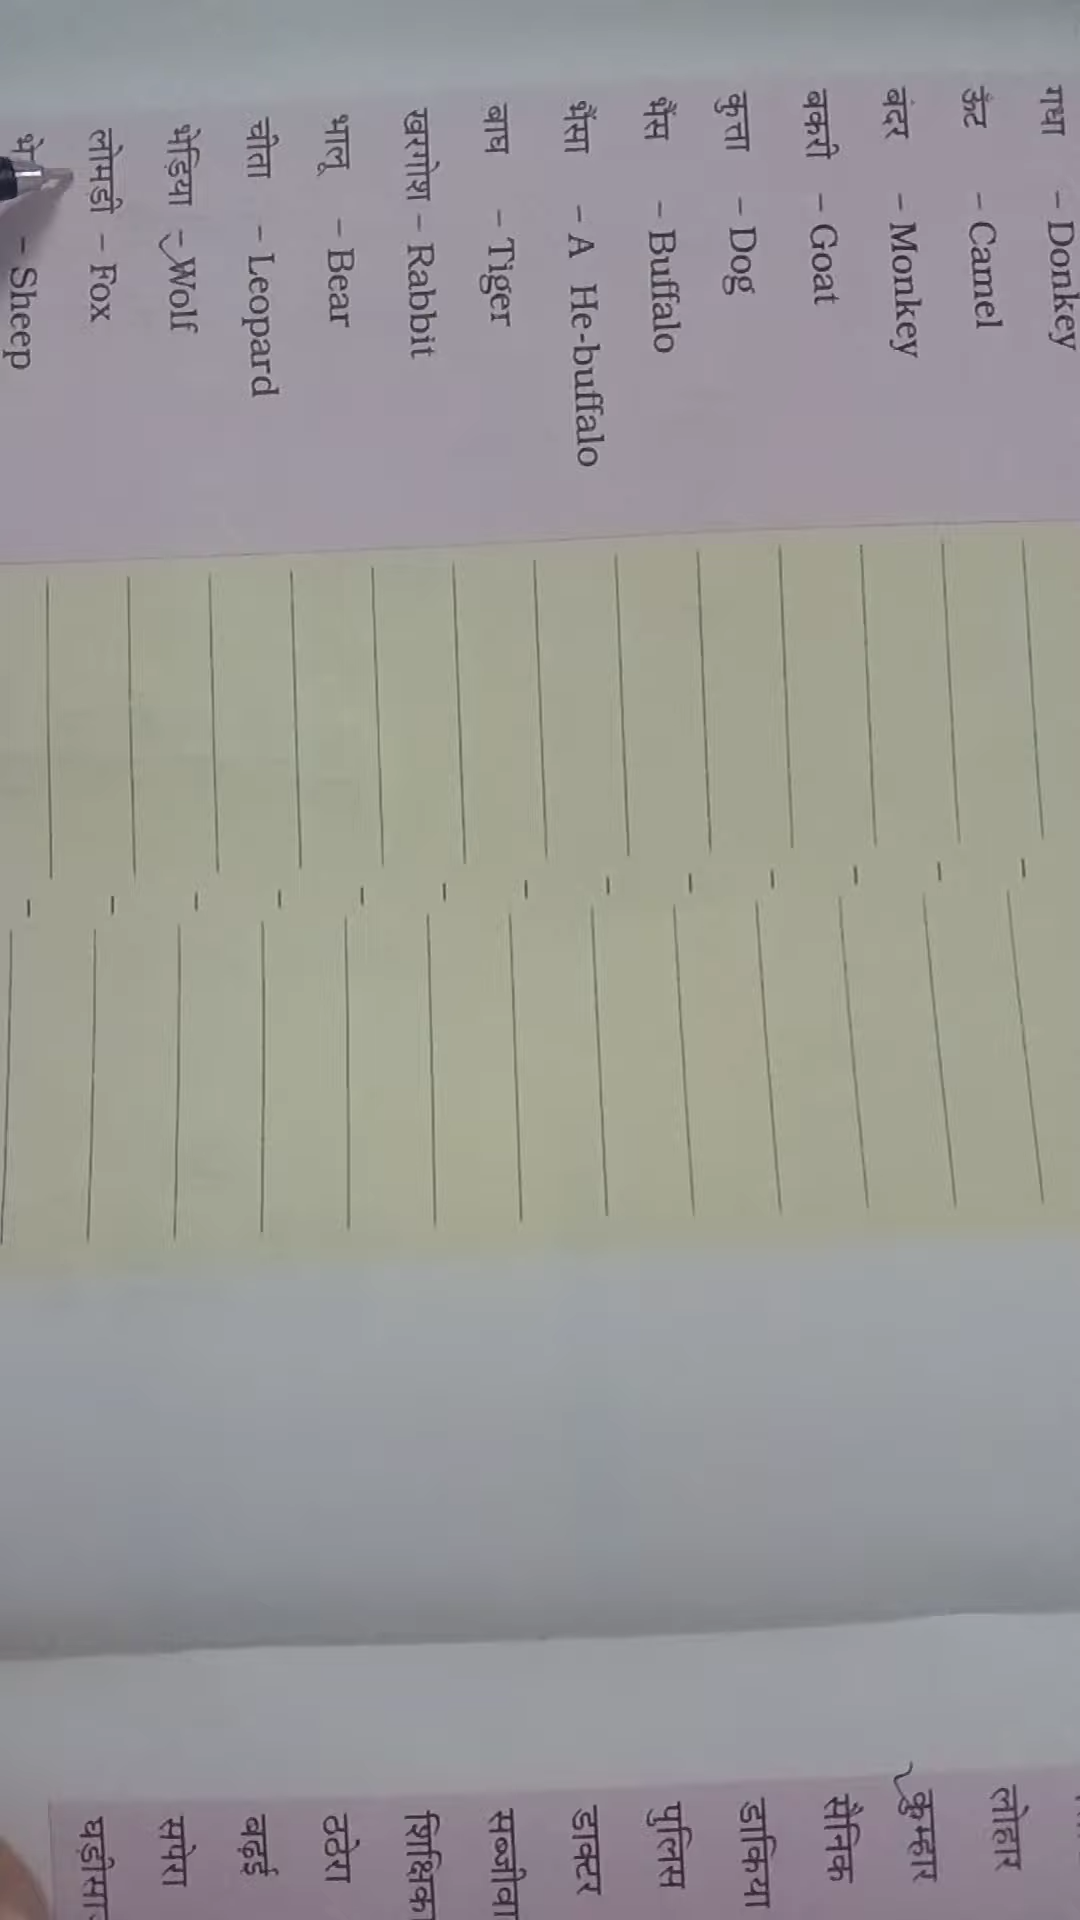 गधा - Donkey
ऊँट - Camel
बंदर - Monkey
बकरी - Goat
कुत्ता - Dog
भैंस - Buffalo
भैंसा - A He-buffalo
बाघ - Tiger
खरगोश - Rabbit
भालू - Bear
चीता - Leopard
भेड़िया - Wolf
लोमड़ी - Fox
- Sheep
लोहार
कुम्हार
सैनिक
डाकिया
पुलिस
डाक्टर
शिक्षिक
ठठेरा
बढ़ई
सपेरा